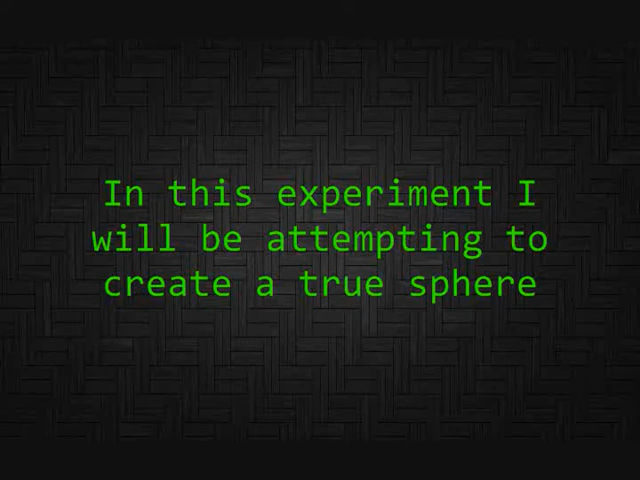 In this experiment I
will be attempting to
create a true sphere